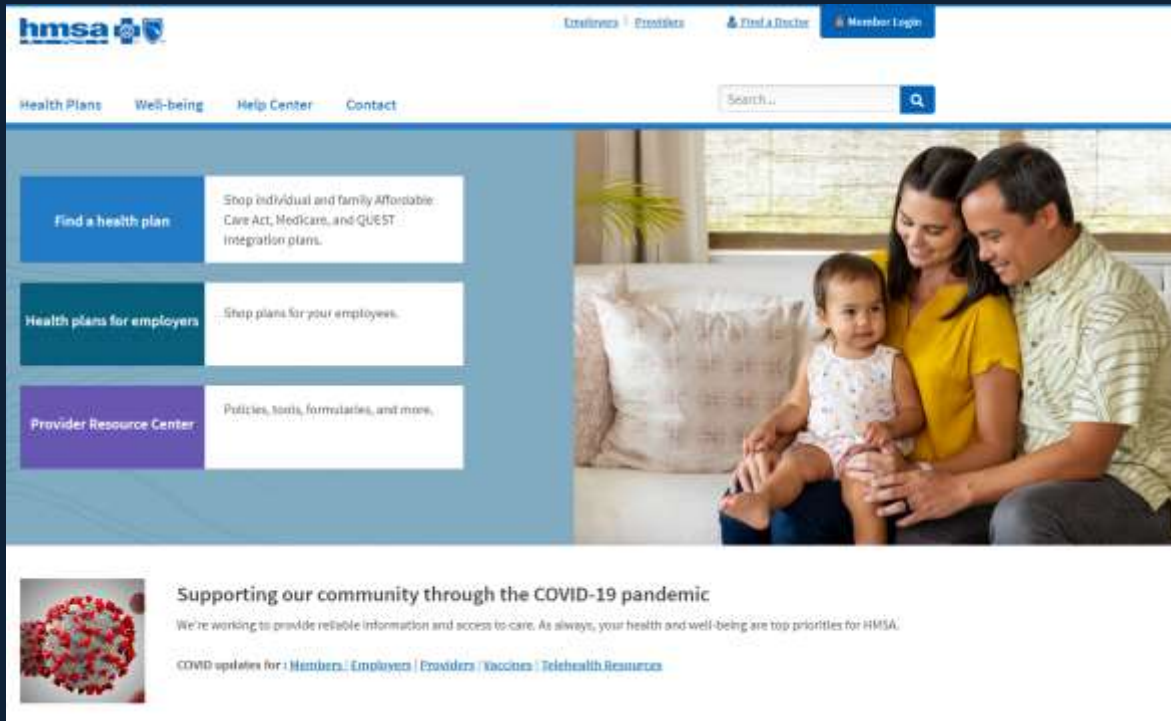 hmsa
Employers | Providers
Find a Doctor
Member Login
Health Plans
Well-being
Help Center
Contact
Search...
Find a health plan
Shop individual and family Affordable
Care Act, Medicare, and QUEST
Integration plans.
Health plans for employers
Shop plans for your employees.
Provider Resource Center
Policies, tools, formularies, and more.
Supporting our community through the COVID-19 pandemic
We're working to provide reliable information and access to care. As always, your health and well-being are top priorities for HMSA.
COVID updates for : Members | Employers | Providers | Vaccines | Telehealth Resources